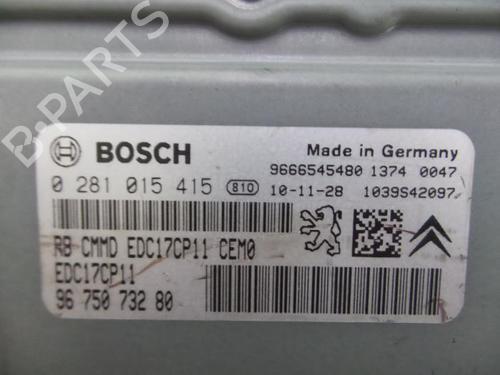 B-PARTS
BOSCH
Made in Germany
9666545480 1374 0047
0 281 015 415 810 10-11-28 1039S42097
RB CMMD EDC17CP11 CEM0
EDC17CP11
96 750 732 80